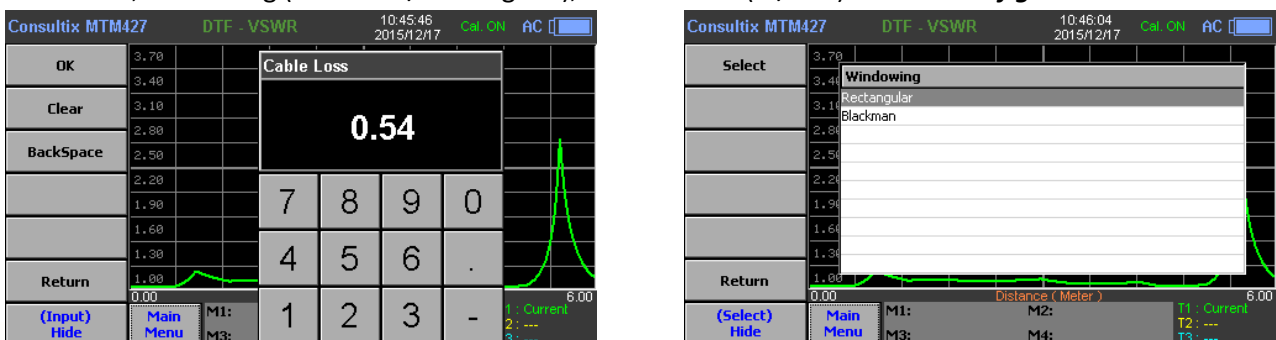 Consultix MTM427 DTF - VSWR 10:45:46 2015/12/17 Cal. ON AC
OK
Clear
BackSpace
Return
(Input) Hide
Main Menu
3.70
3.40
3.10
2.80
2.50
2.20
1.90
1.60
1.30
1.00
0.00
6.00
Cable Loss
0.54
7 8 9 0
4 5 6 .
1 2 3 -
M1:
M3:
: Current
2 : ---
Consultix MTM427 DTF - VSWR 10:46:04 2015/12/17 Cal. ON AC
Select
Return
(Select) Hide
Main Menu
3.70
Windowing
Rectangular
Blackman
1.00
0.00 Distance ( Meter ) 6.00
M1: M2:
M3: M4:
T1 : Current
T2 : ---
T3 : ---